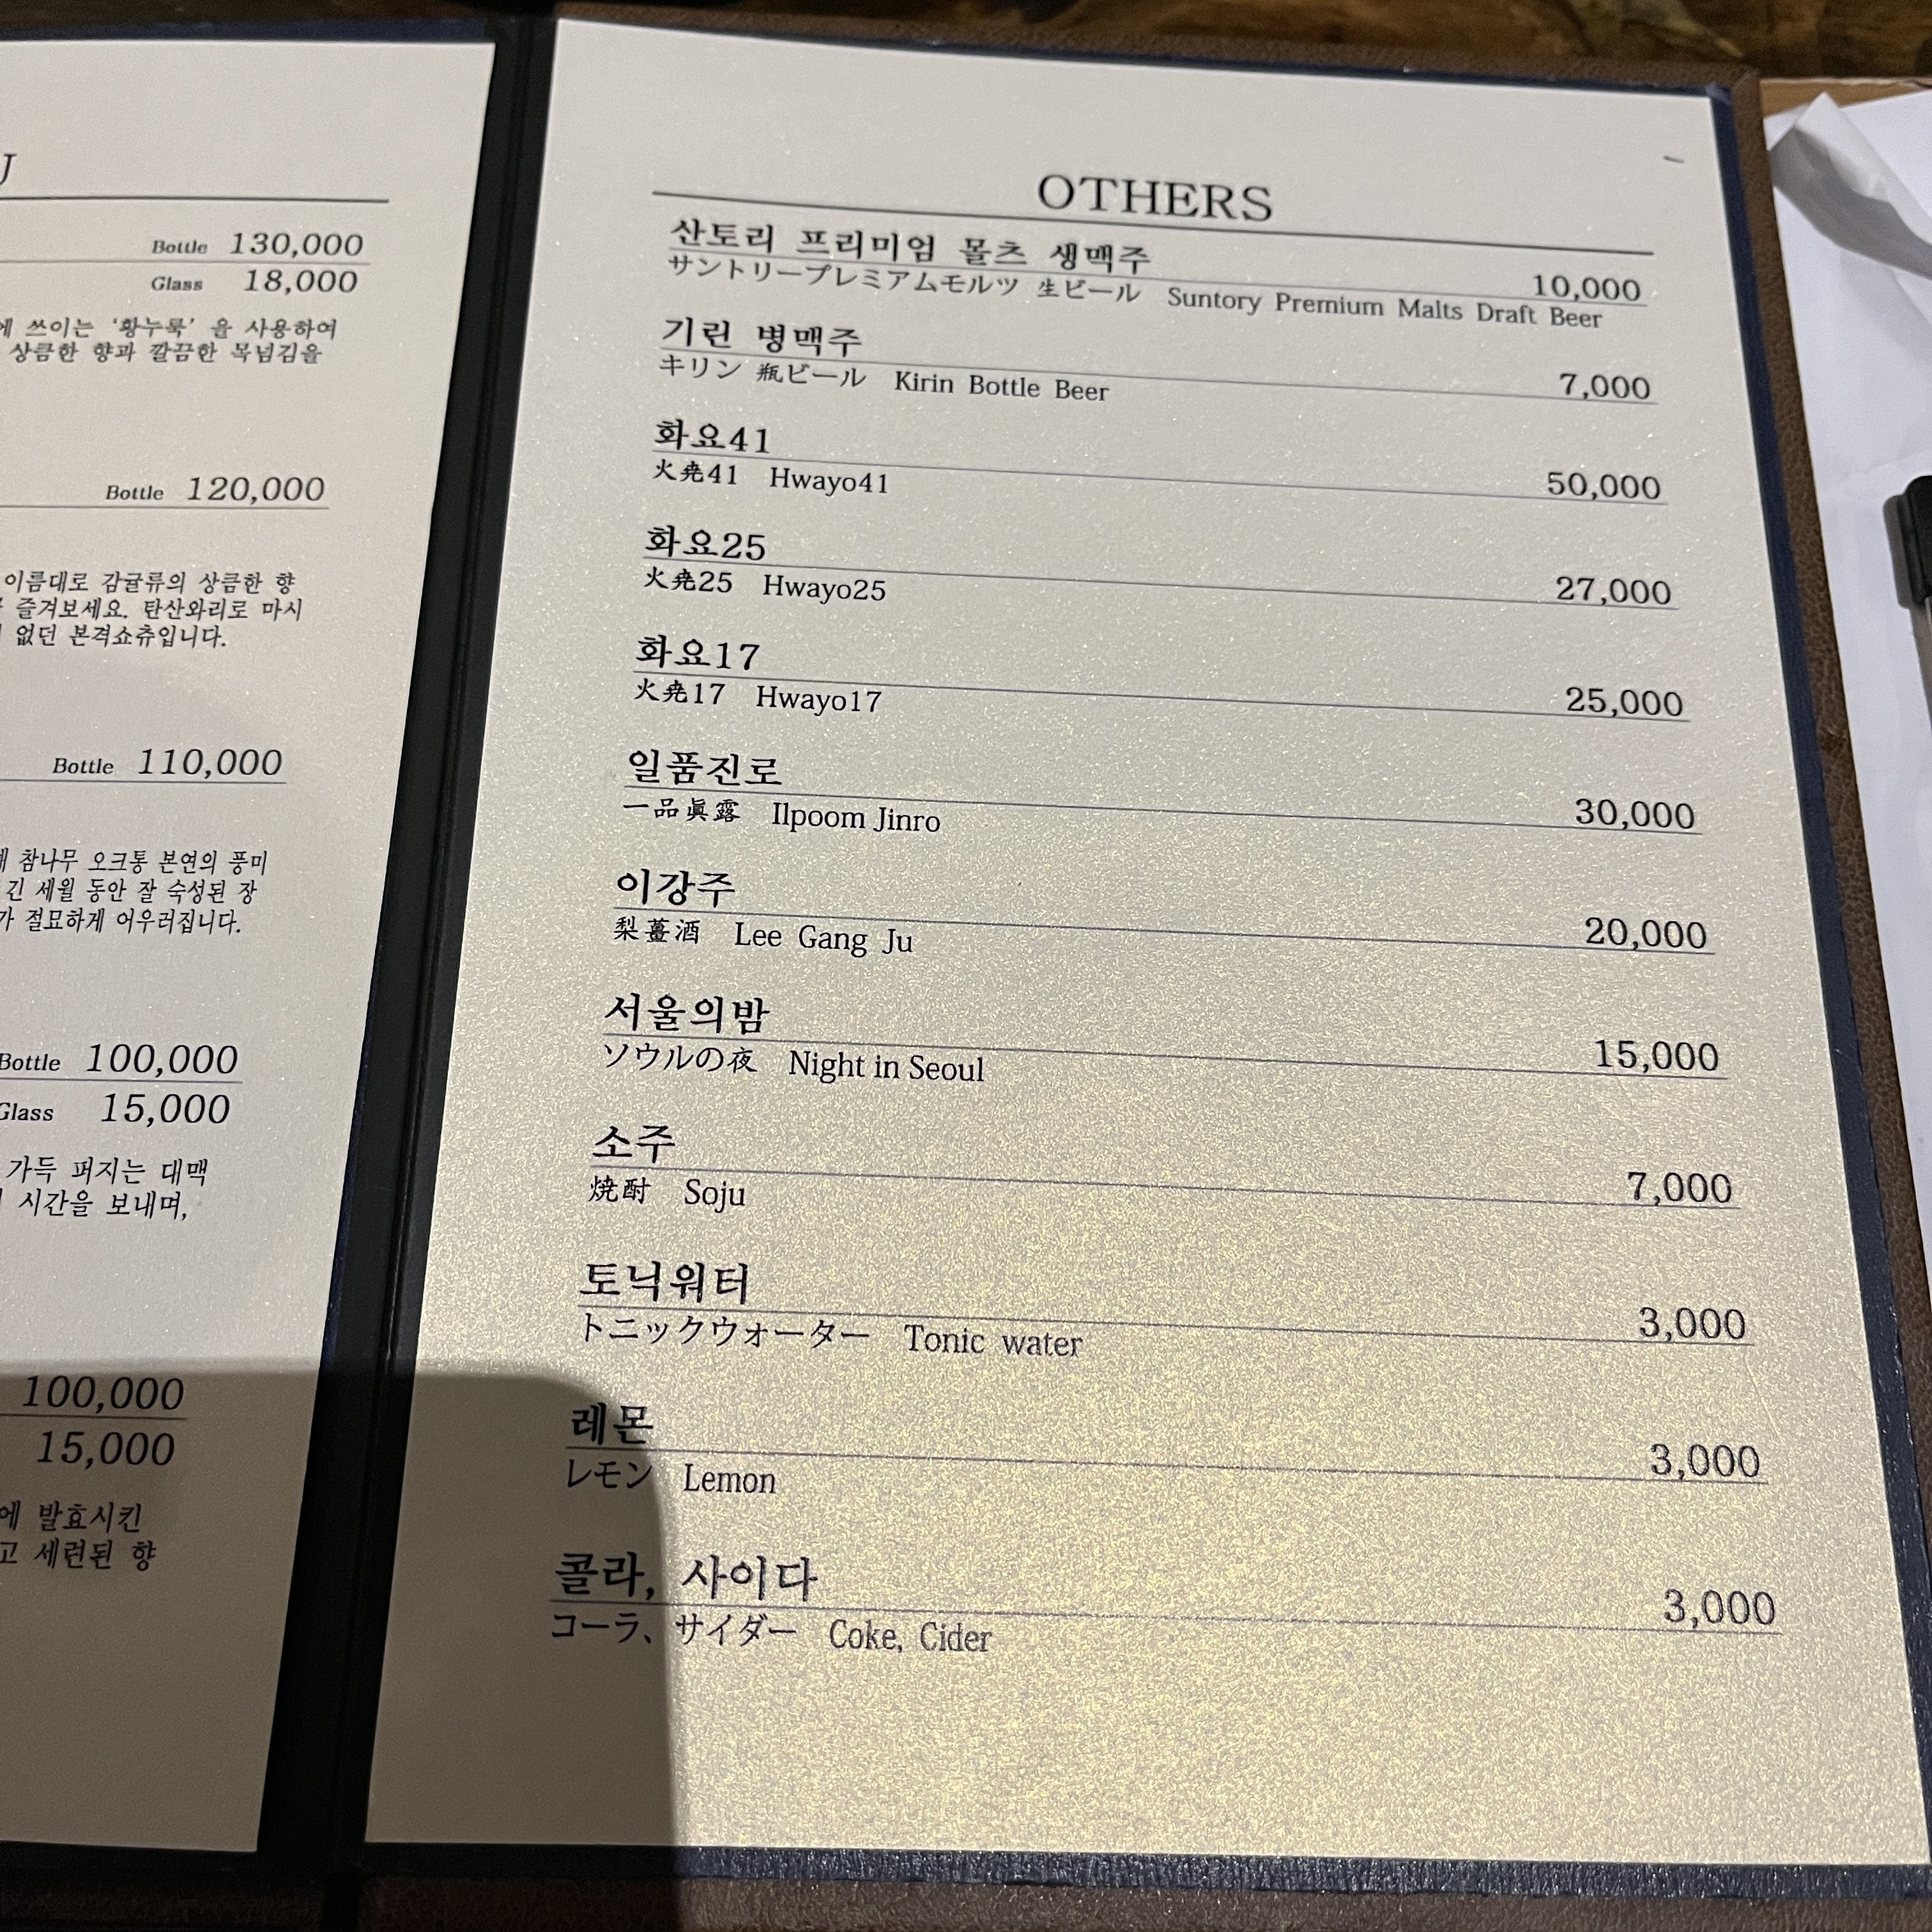 Bottle 130,000
Glass 18,000
에 쓰이는 '황누룩' 을 사용하여
상큼한 향과 깔끔한 목넘김을
Bottle 120,000
이름대로 감귤류의 상큼한 향
즐겨보세요. 탄산와리로 마시
없던 본격쇼츄입니다.
Bottle 110,000
참나무 오크통 본연의 풍미
긴 세월 동안 잘 숙성된 장
가 절묘하게 어우러집니다.
Bottle 100,000
Glass 15,000
가득 퍼지는 대맥
시간을 보내며,
100,000
15,000
에 발효시킨
고 세련된 향
OTHERS
산토리 프리미엄 몰츠 생맥주 10,000
サントリープレミアムモルツ 生ビール Suntory Premium Malts Draft Beer
기린 병맥주 7,000
キリン 瓶ビール Kirin Bottle Beer
화요41 50,000
火尭41 Hwayo41
화요25 27,000
火尭25 Hwayo25
화요17 25,000
火尭17 Hwayo17
일품진로 30,000
一品眞露 Ilpoom Jinro
이강주 20,000
梨薑酒 Lee Gang Ju
서울의밤 15,000
ソウルの夜 Night in Seoul
소주 7,000
焼酎 Soju
토닉워터 3,000
トニックウォーター Tonic water
레몬 3,000
レモン Lemon
콜라, 사이다 3,000
コーラ、サイダー Coke, Cider